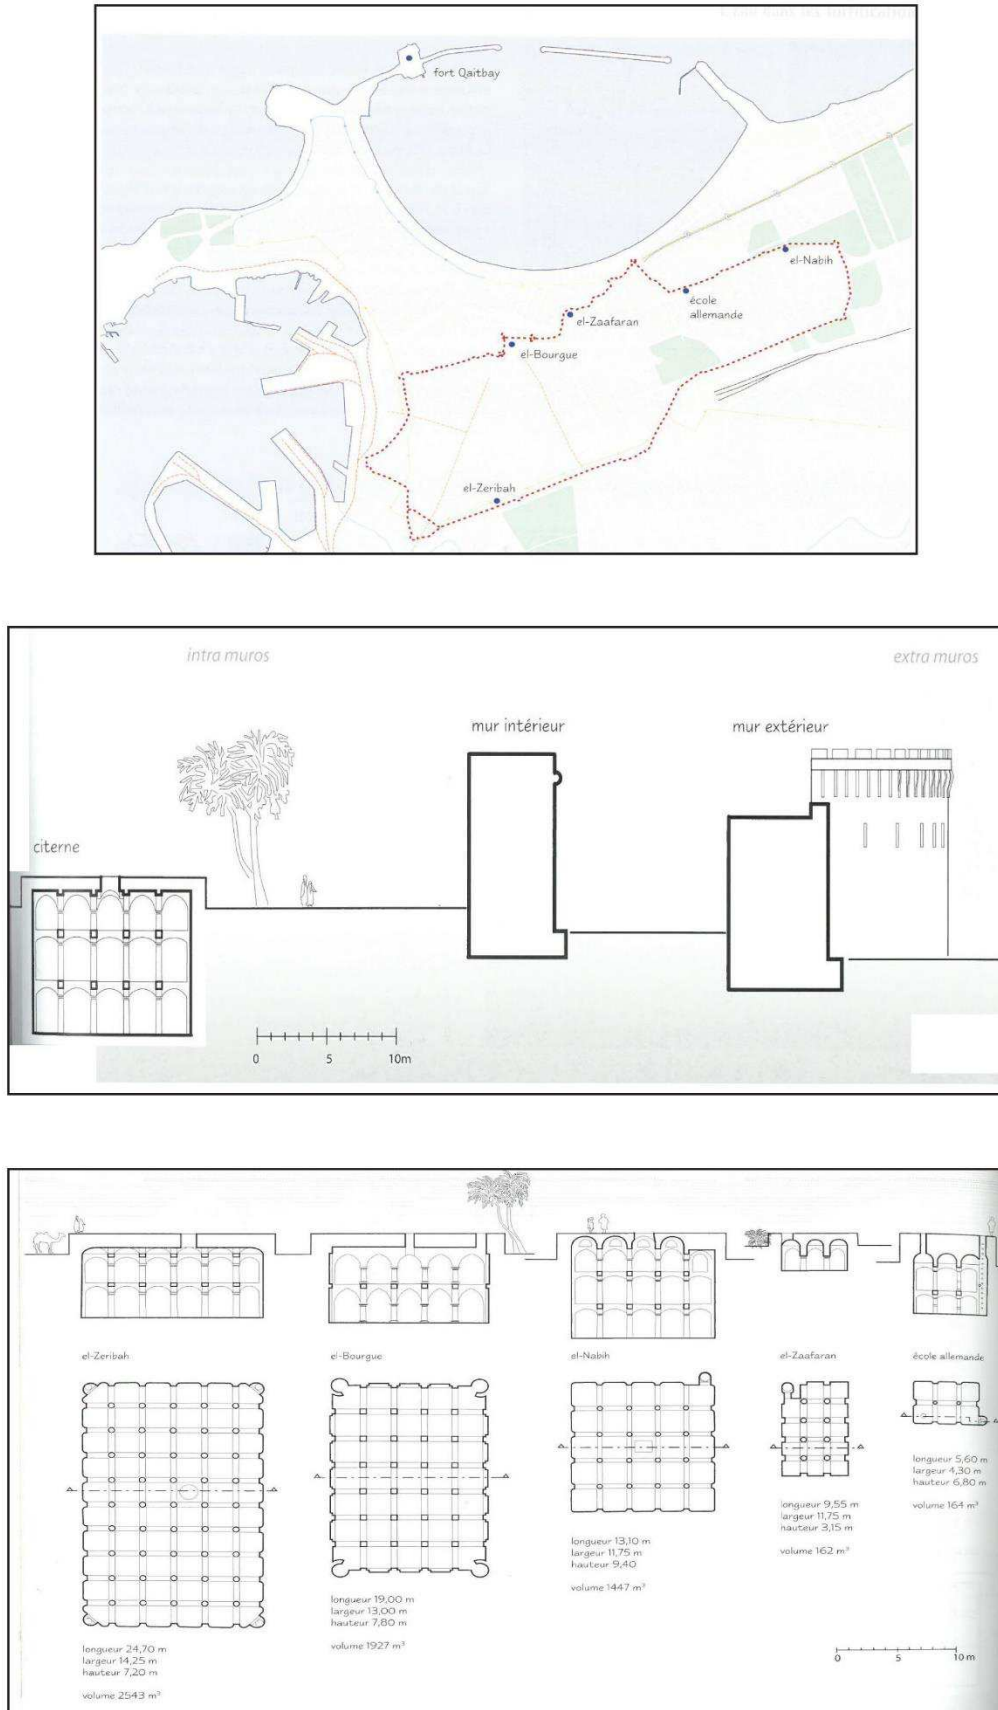 fort Qaitbay
el-Nabih
école
allemande
el-Zaafaran
el-Bourgue
el-Zeribah
intra muros
extra muros
mur intérieur
mur extérieur
citerne
0 5 10m
el-Zeribah
el-Bourgue
el-Nabih
el-Zaafaran
école allemande
longueur 5,60 m
largeur 4,30 m
hauteur 6,80 m
volume 164 m³
longueur 9,55 m
largeur 11,75 m
hauteur 3,15 m
volume 162 m³
longueur 13,10 m
largeur 11,75 m
hauteur 9,40
volume 1447 m³
longueur 19,00 m
largeur 13,00 m
hauteur 7,80 m
volume 1927 m³
longueur 24,70 m
largeur 14,25 m
hauteur 7,20 m
volume 2543 m³
0 5 10 m